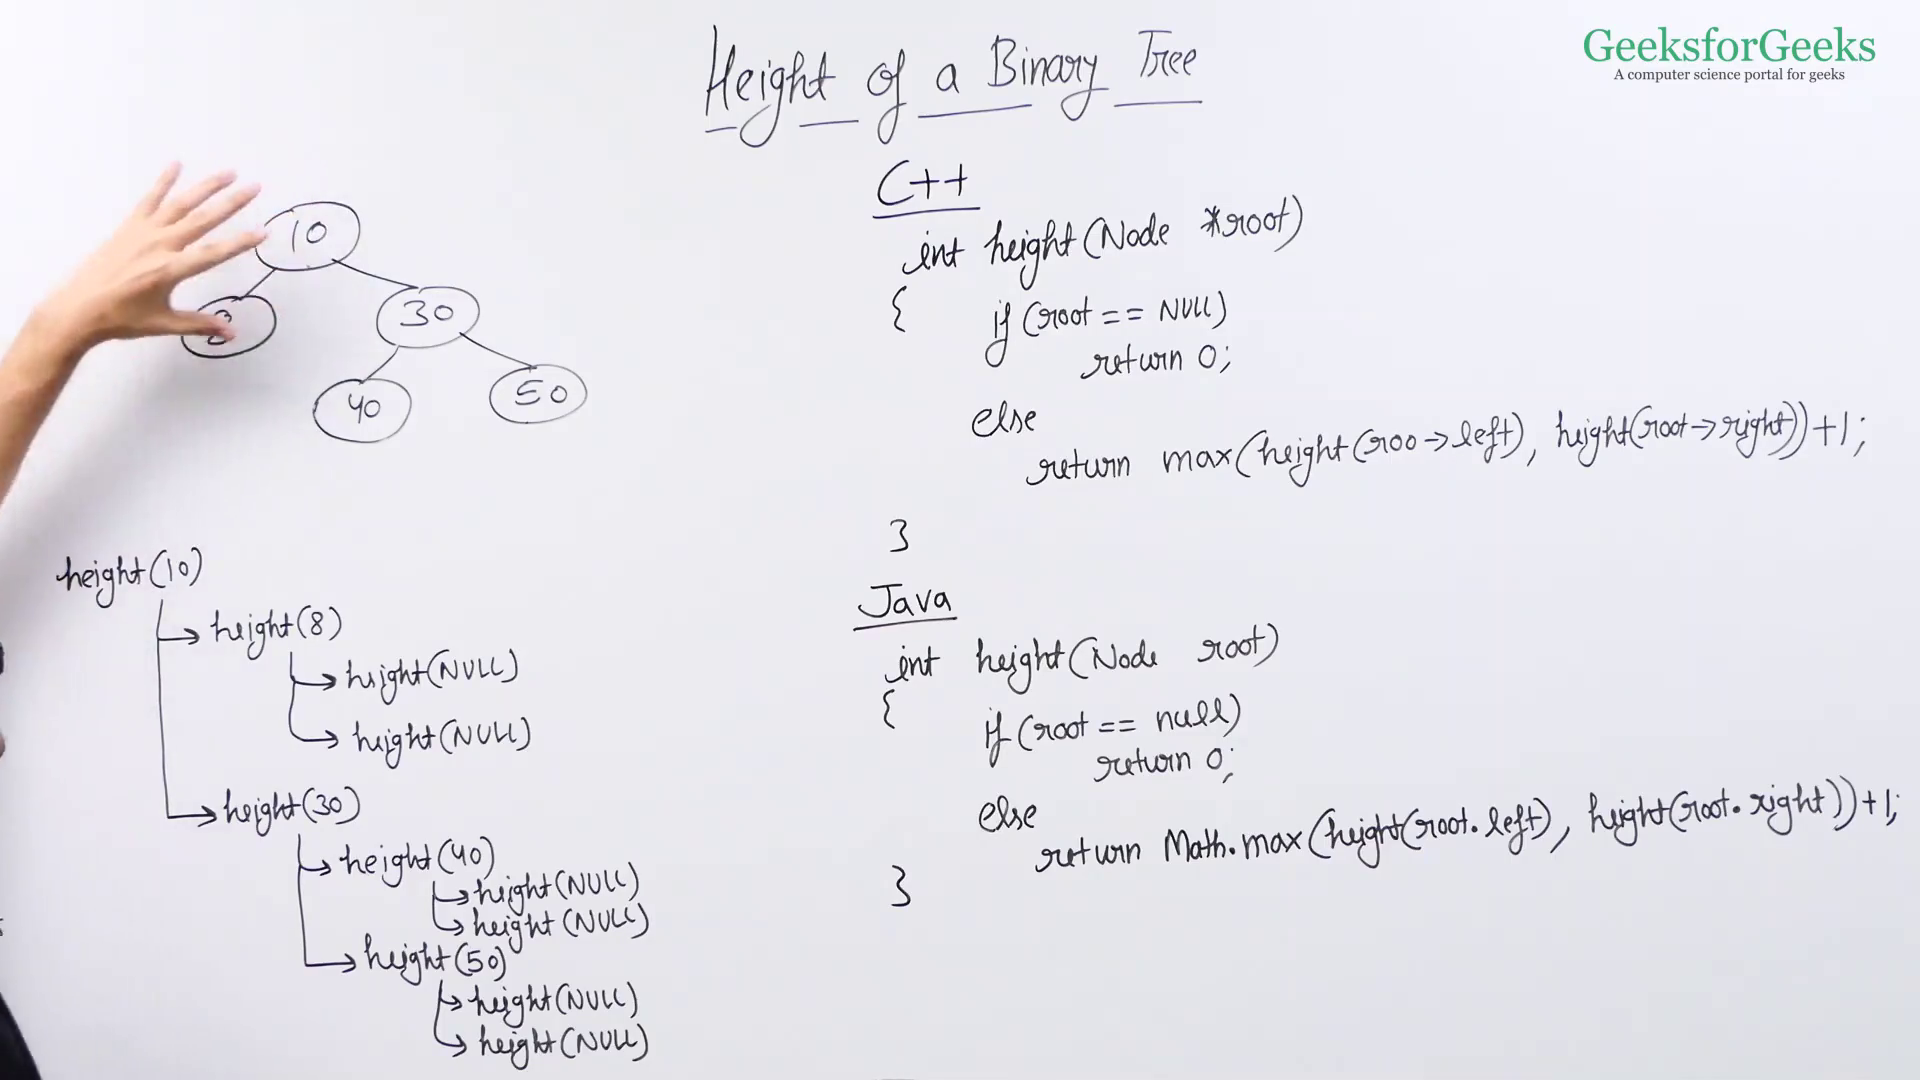 GeeksforGeeks
A computer science portal for geeks
Height of a Binary Tree
10
30
40
50
height(10)
height(8)
height(NULL)
height(NULL)
height(30)
height(40)
height(NULL)
height(NULL)
height(50)
height(NULL)
height(NULL)
C++
int height(Node *root)
{ if(root == NULL)
return 0;
else
return max(height(roo->left), height(root->right))+1;
}
Java
int height(Node root)
{ if(root == null)
return 0;
else
return Math.max(height(root.left), height(root.right))+1;
}